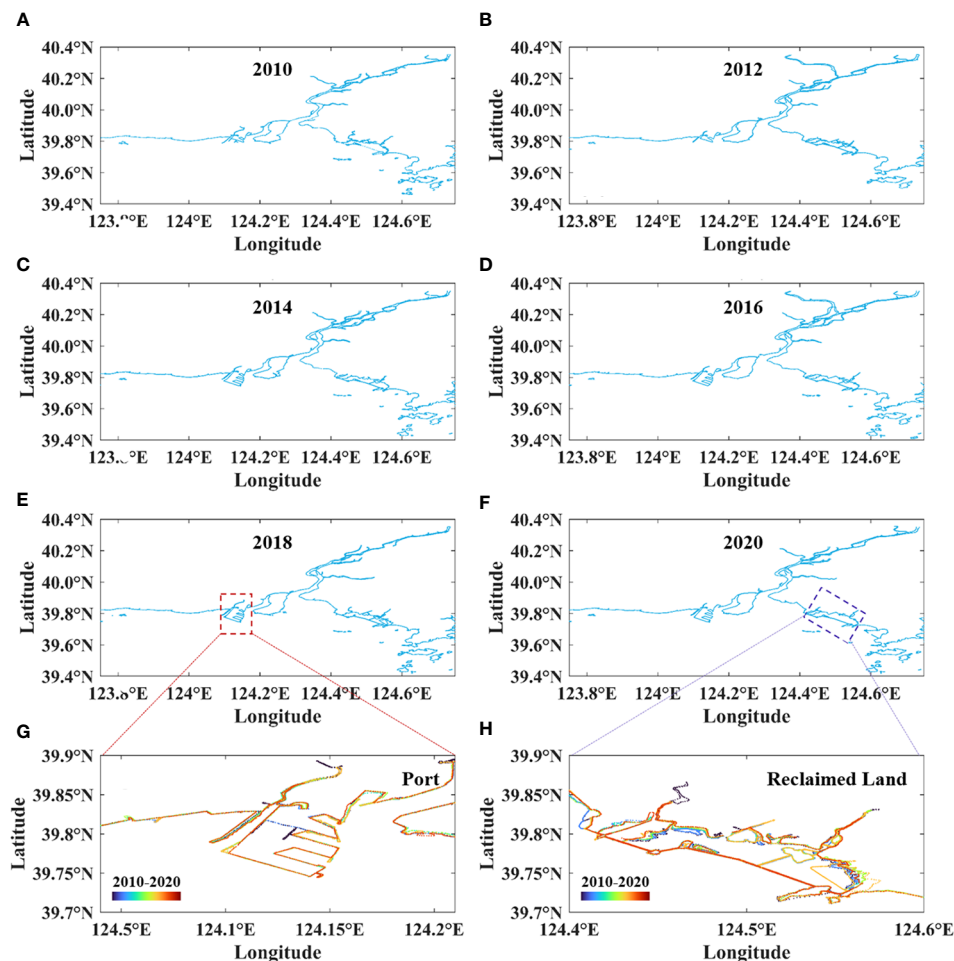 A
B
40.4°N
40.2°N
40.0°N
39.8°N
39.6°N
39.4°N
Latitude
2010
124°E 124.2°E 124.4°E 124.6°E
Longitude
40.4°N
40.2°N
40.0°N
39.8°N
39.6°N
39.4°N
Latitude
2012
123.8°E 124°E 124.2°E 124.4°E 124.6°E
Longitude
C
D
40.4°N
40.2°N
40.0°N
39.8°N
39.6°N
39.4°N
Latitude
2014
124°E 124.2°E 124.4°E 124.6°E
Longitude
40.4°N
40.2°N
40.0°N
39.8°N
39.6°N
39.4°N
Latitude
2016
123.8°E 124°E 124.2°E 124.4°E 124.6°E
Longitude
E
F
40.4°N
40.2°N
40.0°N
39.8°N
39.6°N
39.4°N
Latitude
2018
123.8°E 124°E 124.2°E 124.4°E 124.6°E
Longitude
40.4°N
40.2°N
40.0°N
39.8°N
39.6°N
39.4°N
Latitude
2020
123.8°E 124°E 124.2°E 124.4°E 124.6°E
Longitude
G
H
39.9°N
39.85°N
39.8°N
39.75°N
39.7°N
Latitude
Port
2010-2020
124.5°E 124.1°E 124.15°E 124.2°E
Longitude
39.9°N
39.85°N
39.8°N
39.75°N
39.7°N
Latitude
Reclaimed Land
2010-2020
124.4°E 124.5°E 124.6°E
Longitude